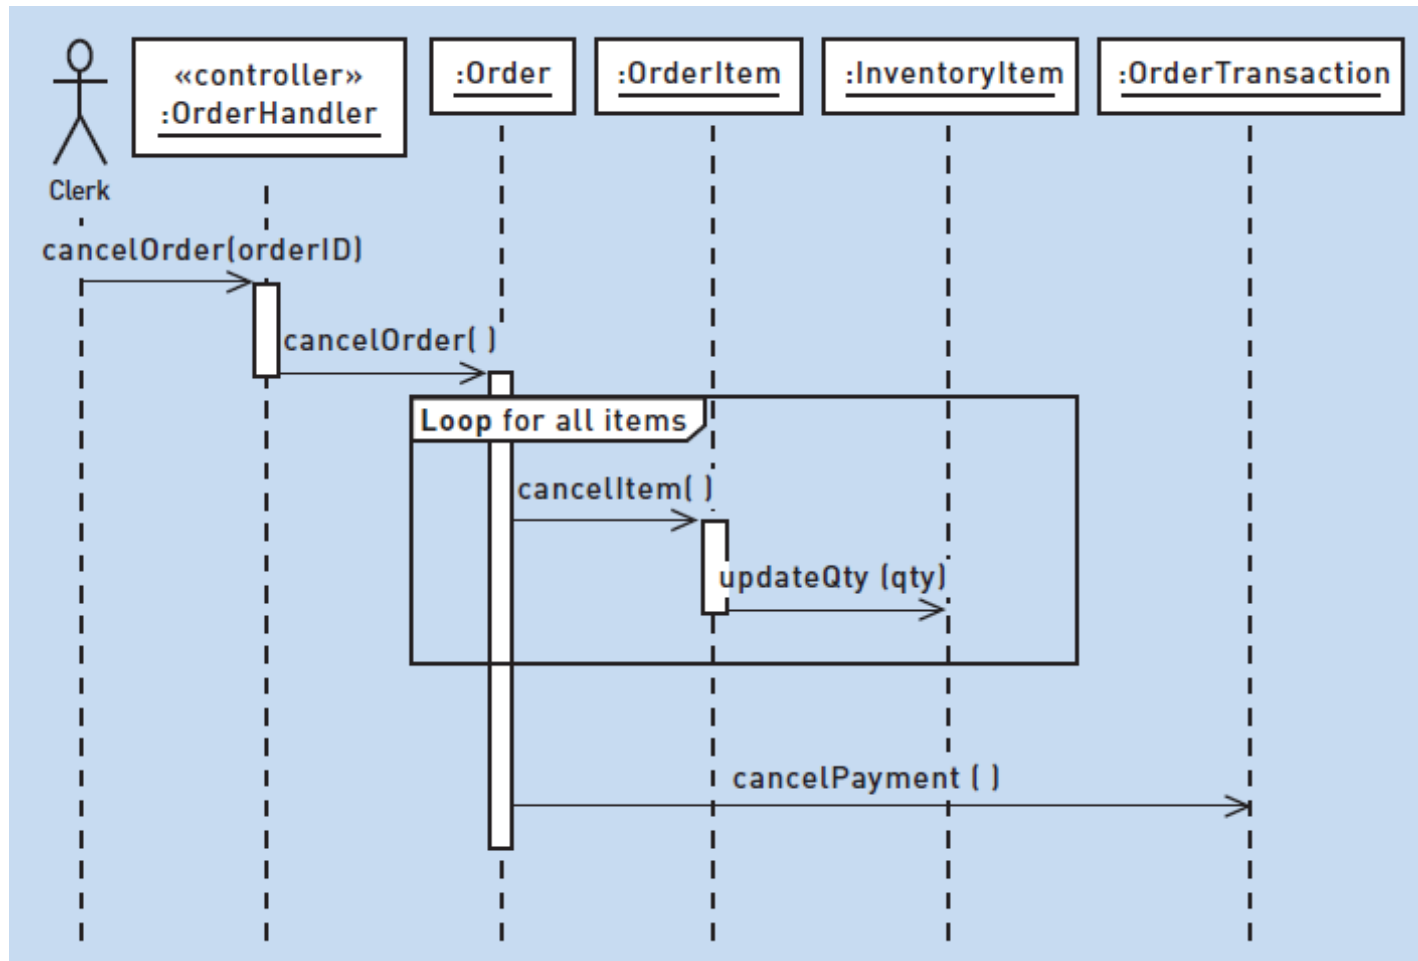 «controller»
:OrderHandler
:Order
:OrderItem
:InventoryItem
:OrderTransaction
Clerk
cancelOrder(orderID)
cancelOrder( )
Loop for all items
cancelItem( )
updateQty (qty)
cancelPayment ( )